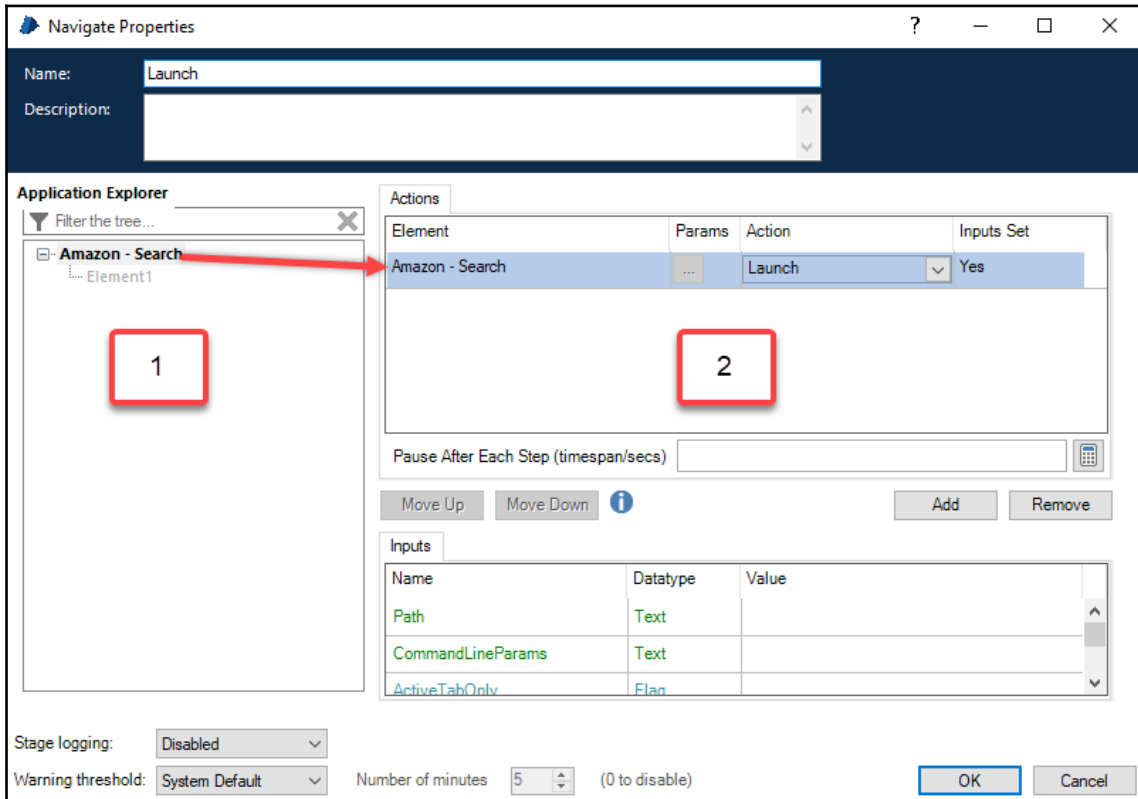 Navigate Properties ?
Name: Launch
Description:
Application Explorer
Filter the tree...
Amazon - Search
Element1
1
Actions
Element Params Action Inputs Set
Amazon - Search ... Launch Yes
2
Pause After Each Step (timespan/secs)
Move Up Move Down i Add Remove
Inputs
Name Datatype Value
Path Text
CommandLineParams Text
ActiveTabOnly Flag
Stage logging: Disabled
Warning threshold: System Default Number of minutes 5 (0 to disable) OK Cancel